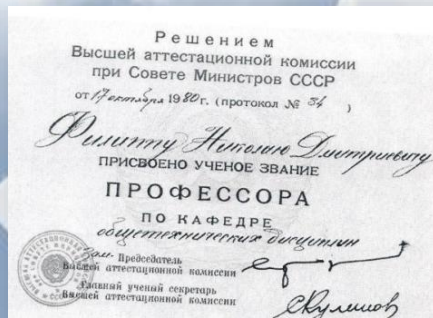 Решением
Высшей аттестационной комиссии
при Совете Министров СССР
от 17 октября 1980 г. (протокол № 34 )
Филиппу Николаю Дмитриевичу
ПРИСВОЕНО УЧЕНОЕ ЗВАНИЕ
ПРОФЕССОРА
ПО КАФЕДРЕ
общетехнических дисциплин
Зам. Председатель
Высшей аттестационной комиссии
Главный ученый секретарь
Высшей аттестационной комиссии